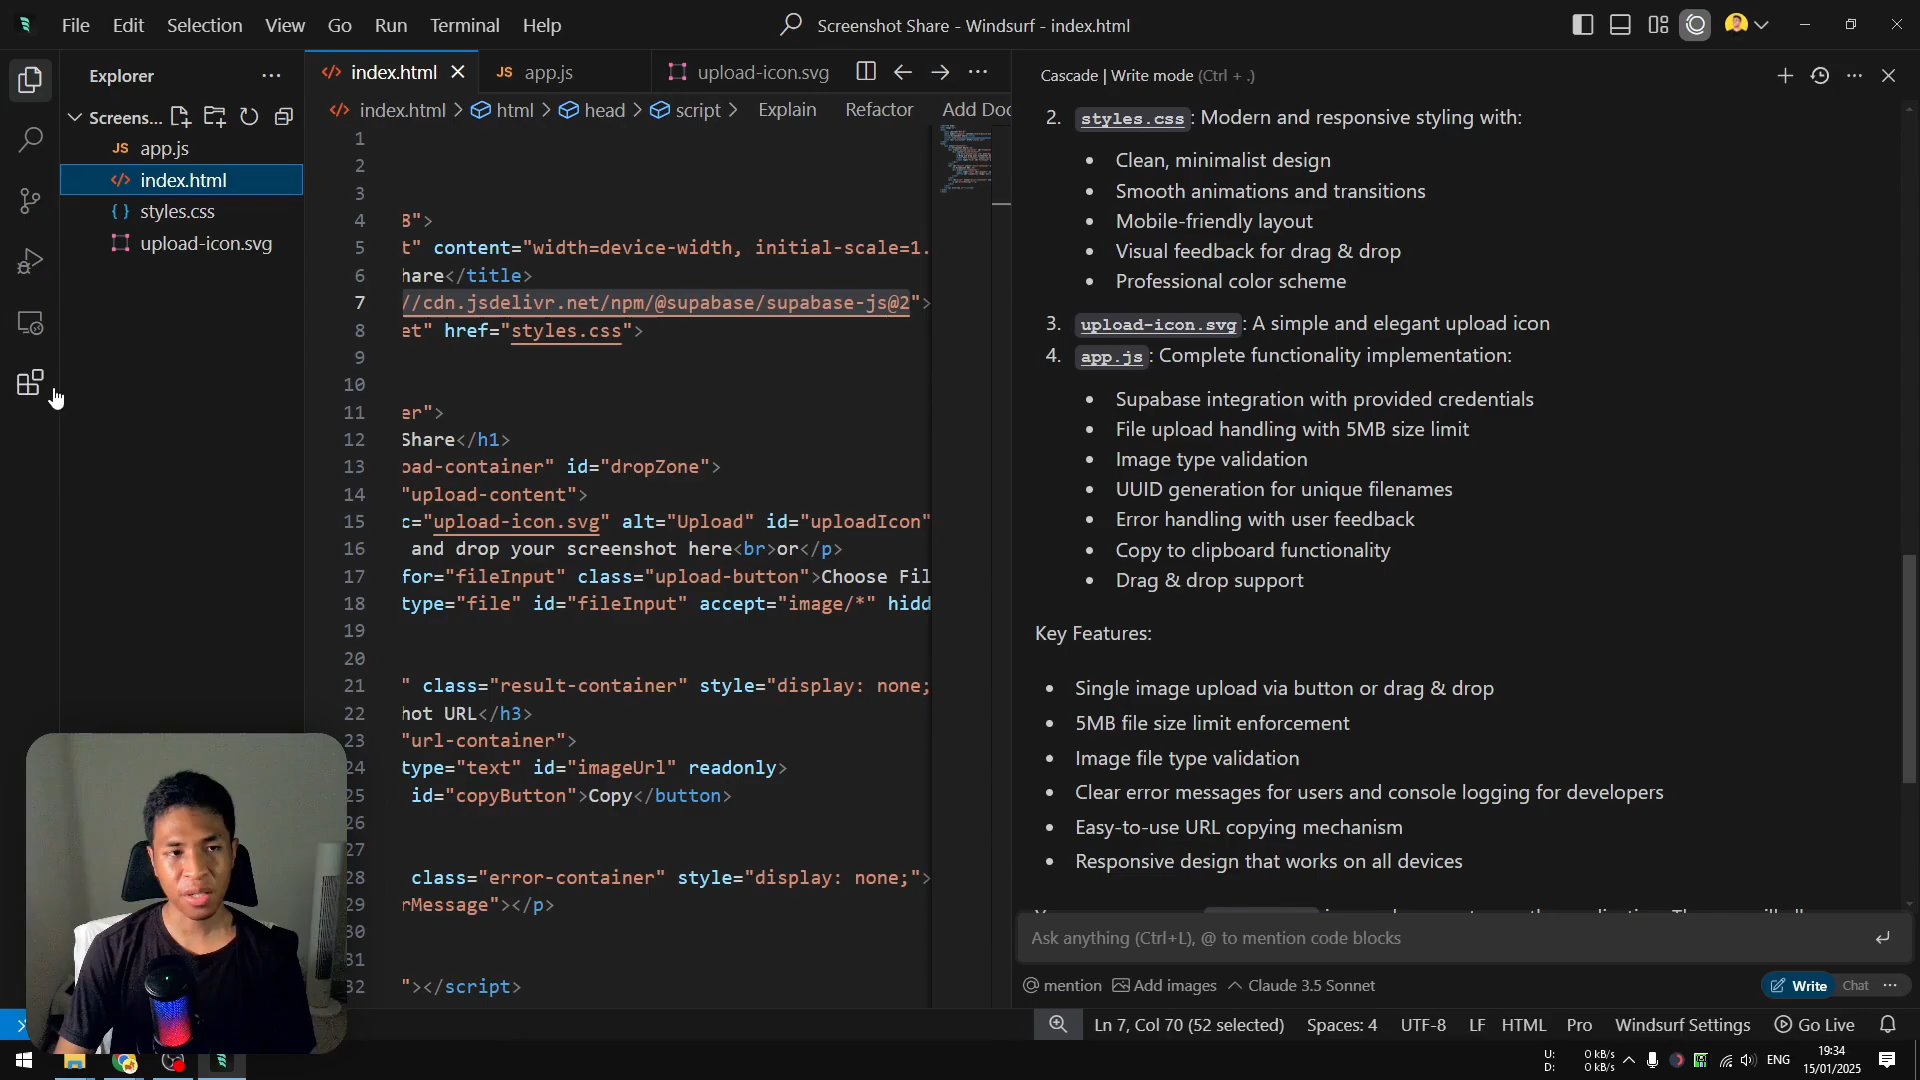 File Edit Selection View Go Run Terminal Help
Screenshot Share - Windsurf - index.html
Explorer
Screens...
JS app.js
index.html
styles.css
upload-icon.svg
index.html
JS app.js
upload-icon.svg
index.html > html > head > script > Explain Refactor Add Doc
1
2
3
4 8">
5 t" content="width=device-width, initial-scale=1.
6 hare</title>
7 //cdn.jsdelivr.net/npm/@supabase/supabase-js@2">
8 et" href="styles.css">
9
10
11 er">
12 Share</h1>
13 oad-container" id="dropZone">
14 "upload-content">
15 c="upload-icon.svg" alt="Upload" id="uploadIcon"
16 and drop your screenshot here<br>or</p>
17 for="fileInput" class="upload-button">Choose Fil
18 type="file" id="fileInput" accept="image/*" hidd
19
20
21 " class="result-container" style="display: none;
22 hot URL</h3>
23 "url-container">
24 type="text" id="imageUrl" readonly>
25 id="copyButton">Copy</button>
26
27
28 class="error-container" style="display: none;">
29 rMessage"></p>
30
31
32 "></script>
Cascade | Write mode (Ctrl + .)
2. styles.css: Modern and responsive styling with:
• Clean, minimalist design
• Smooth animations and transitions
• Mobile-friendly layout
• Visual feedback for drag & drop
• Professional color scheme
3. upload-icon.svg: A simple and elegant upload icon
4. app.js: Complete functionality implementation:
• Supabase integration with provided credentials
• File upload handling with 5MB size limit
• Image type validation
• UUID generation for unique filenames
• Error handling with user feedback
• Copy to clipboard functionality
• Drag & drop support
Key Features:
• Single image upload via button or drag & drop
• 5MB file size limit enforcement
• Image file type validation
• Clear error messages for users and console logging for developers
• Easy-to-use URL copying mechanism
• Responsive design that works on all devices
Ask anything (Ctrl+L), @ to mention code blocks
@ mention Add images Claude 3.5 Sonnet
Write Chat
Ln 7, Col 70 (52 selected) Spaces: 4 UTF-8 LF HTML Pro Windsurf Settings Go Live
U: 0 kB/s
D: 0 kB/s
ENG
19:34
15/01/2025